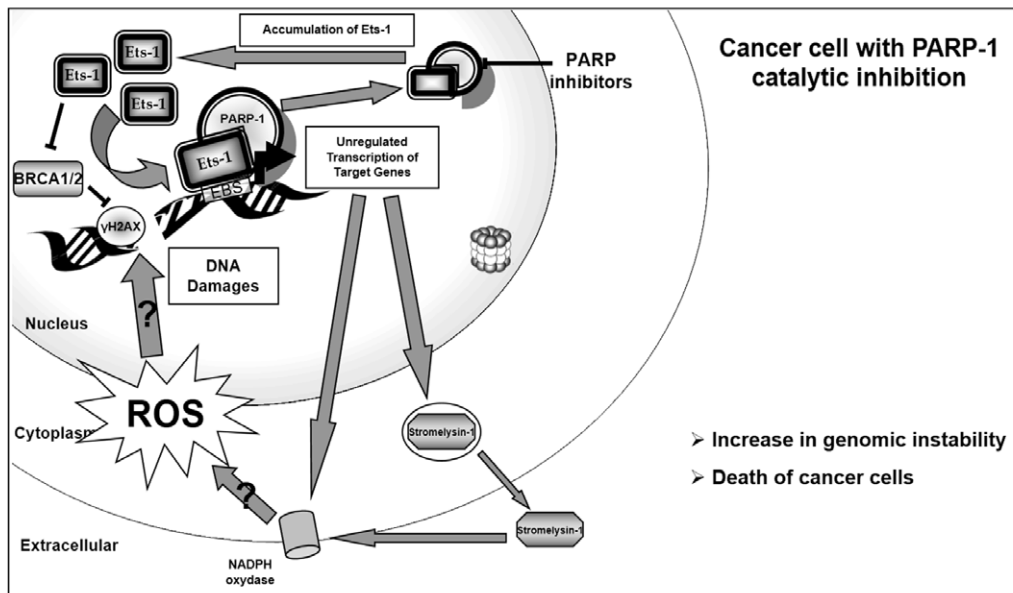 Accumulation of Ets-1
Cancer cell with PARP-1
catalytic inhibition
Ets-1
Ets-1
Ets-1
PARP
inhibitors
PARP-1
Ets-1
EBS
Unregulated
Transcription of
Target Genes
BRCA1/2
γH2AX
DNA
Damages
?
Nucleus
ROS
Cytoplasm
Stromelysin-1
➢ Increase in genomic instability
➢ Death of cancer cells
?
Stromelysin-1
Extracellular
NADPH
oxydase